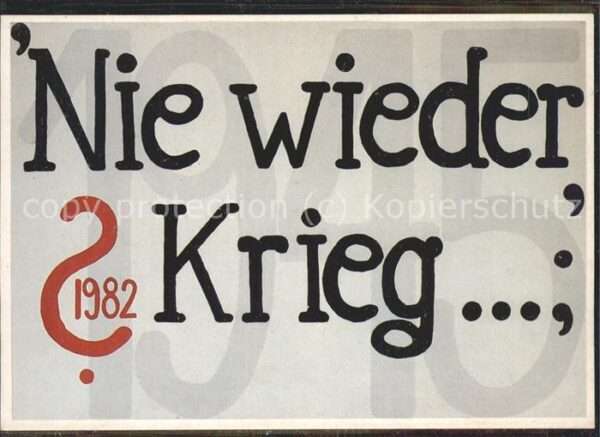 1945
'Nie wieder,
copy protection (c) Kopierschutz
? 1982 Krieg....;